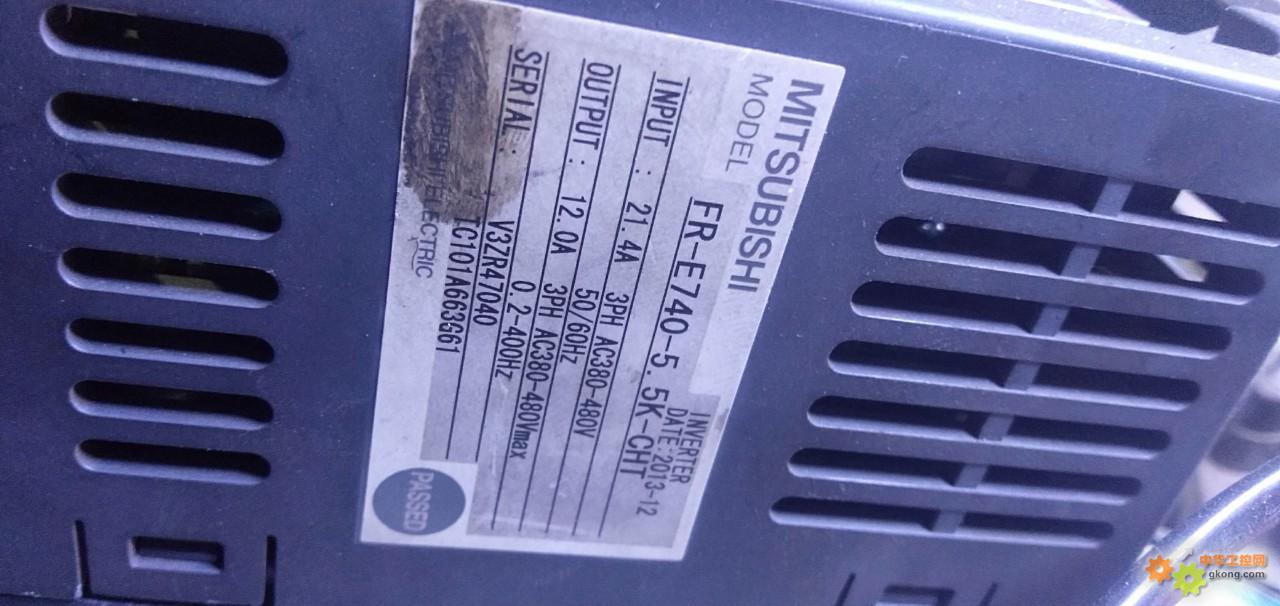 MITSUBISHI
INVERTER
MODEL
DATE:2013-12
FR-E740-5.5K-CHT
INPUT : 21.4A 3PH AC380-480V
50/60Hz
OUTPUT : 12.0A 3PH AC380-480Vmax
0.2-400Hz
SERIAL : V3ZR47040
TC101A663G61
ELECTRIC
PASSED
中华工控网
gkong.com